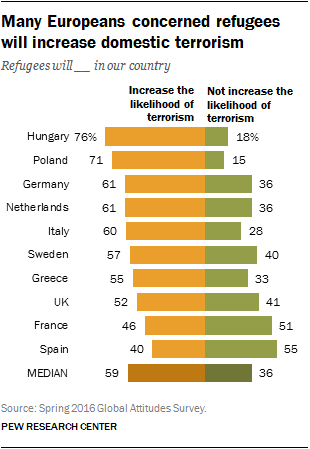 Many Europeans concerned refugees
will increase domestic terrorism
Refugees will __ in our country
Increase the
likelihood of
terrorism
Not increase the
likelihood of
terrorism
Hungary 76% 18%
Poland 71 15
Germany 61 36
Netherlands 61 36
Italy 60 28
Sweden 57 40
Greece 55 33
UK 52 41
France 46 51
Spain 40 55
MEDIAN 59 36
Source: Spring 2016 Global Attitudes Survey.
PEW RESEARCH CENTER